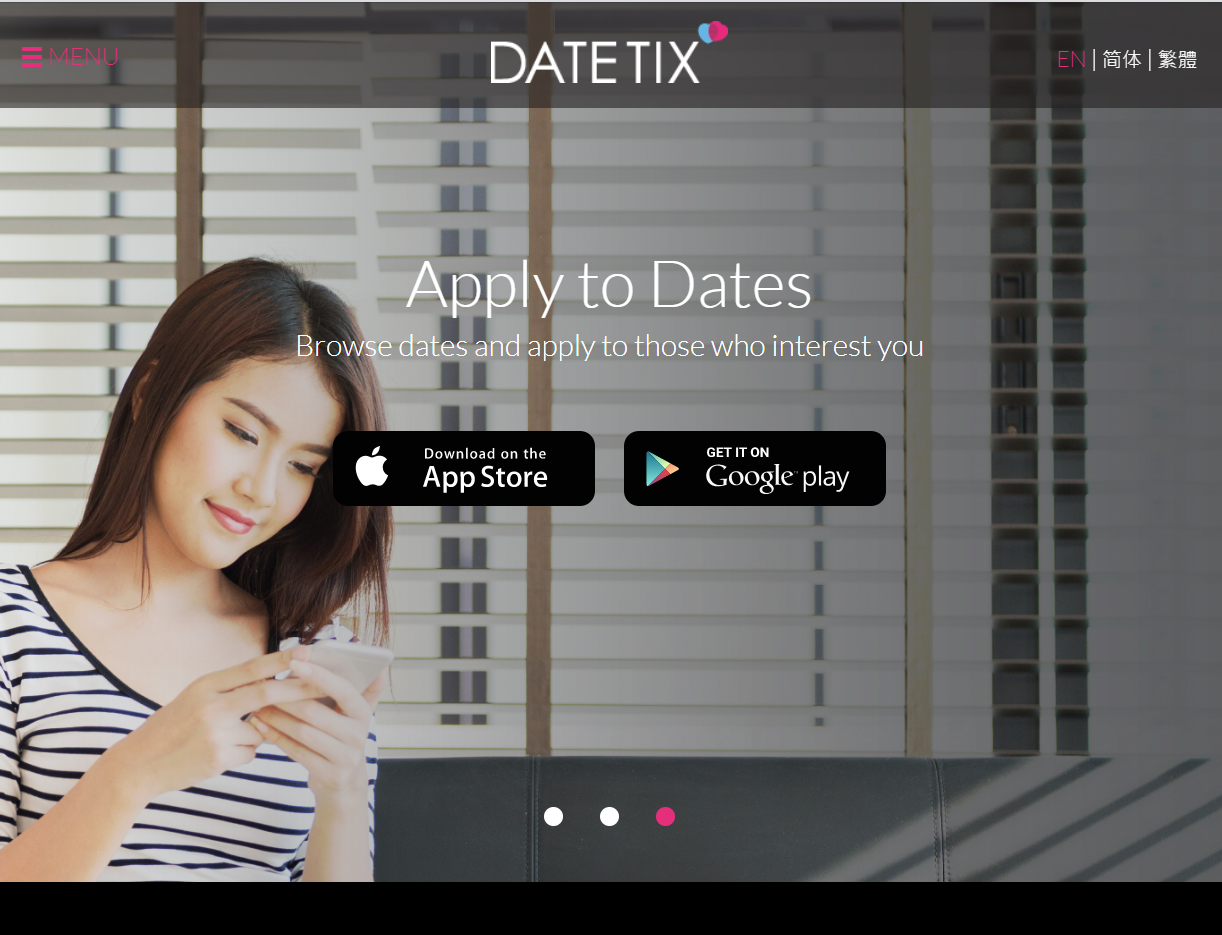 MENU
DATETIX
EN | 简体 | 繁體
Apply to Dates
Browse dates and apply to those who interest you
Download on the
App Store
GET IT ON
Google play